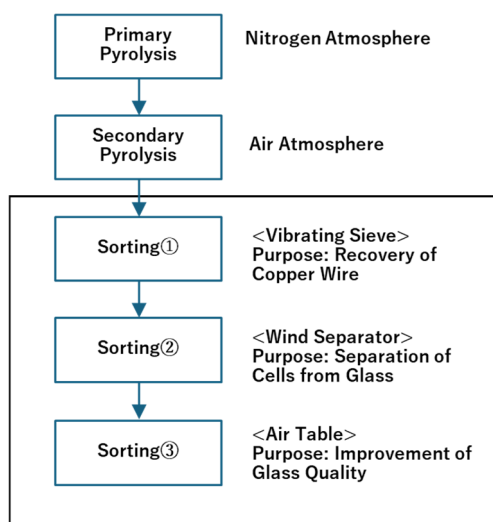 Primary
Pyrolysis
Nitrogen Atmosphere
Secondary
Pyrolysis
Air Atmosphere
Sorting①
<Vibrating Sieve>
Purpose: Recovery of
Copper Wire
Sorting②
<Wind Separator>
Purpose: Separation of
Cells from Glass
Sorting③
<Air Table>
Purpose: Improvement of
Glass Quality